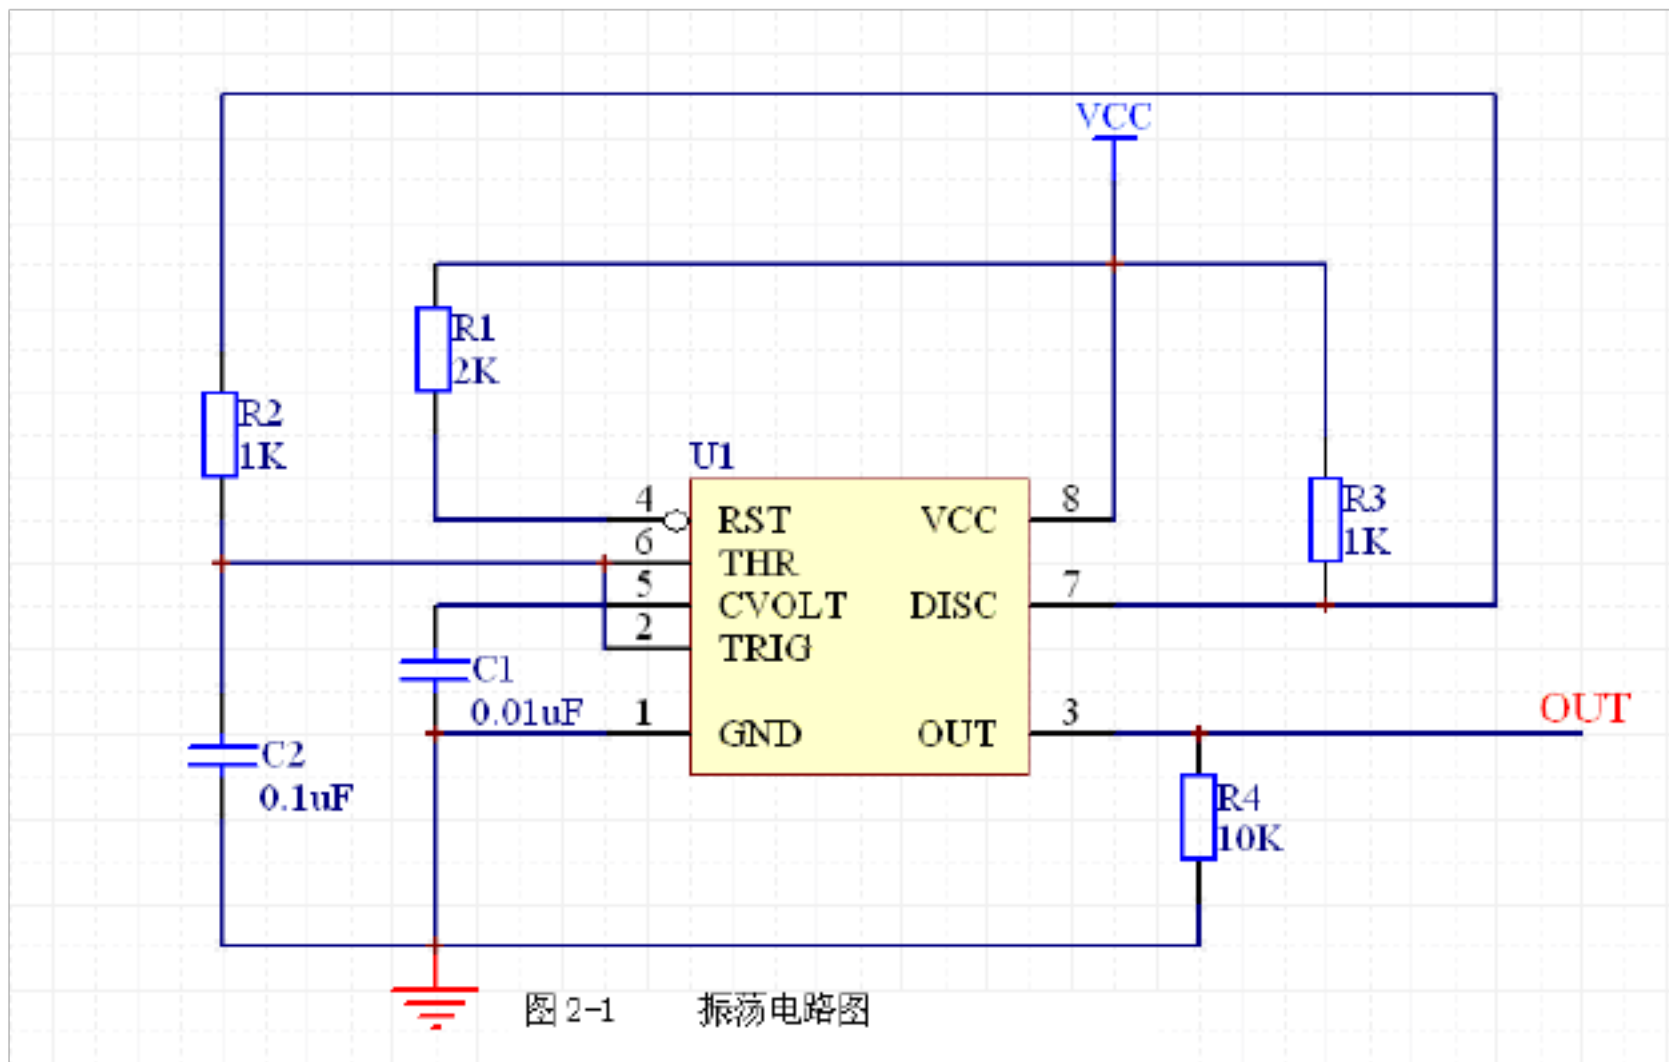 VCC
R1
2K
R2
1K
U1
4
RST
VCC
8
R3
1K
6
THR
5
CVOLT
DISC
7
2
TRIG
C1
0.01uF
1
GND
OUT
3
OUT
C2
0.1uF
R4
10K
图 2-1 振荡电路图